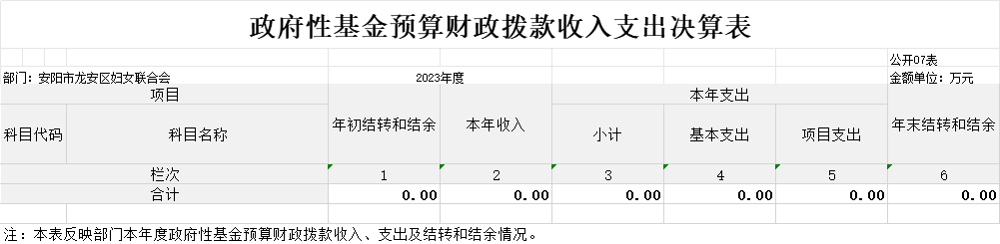 政府性基金预算财政拨款收入支出决算表
公开07表
部门：安阳市龙安区妇女联合会 2023年度 金额单位：万元
项目 年初结转和结余 本年收入 本年支出 年末结转和结余
科目代码 科目名称 小计 基本支出 项目支出
栏次 1 2 3 4 5 6
合计 0.00 0.00 0.00 0.00 0.00 0.00
注：本表反映部门本年度政府性基金预算财政拨款收入、支出及结转和结余情况。